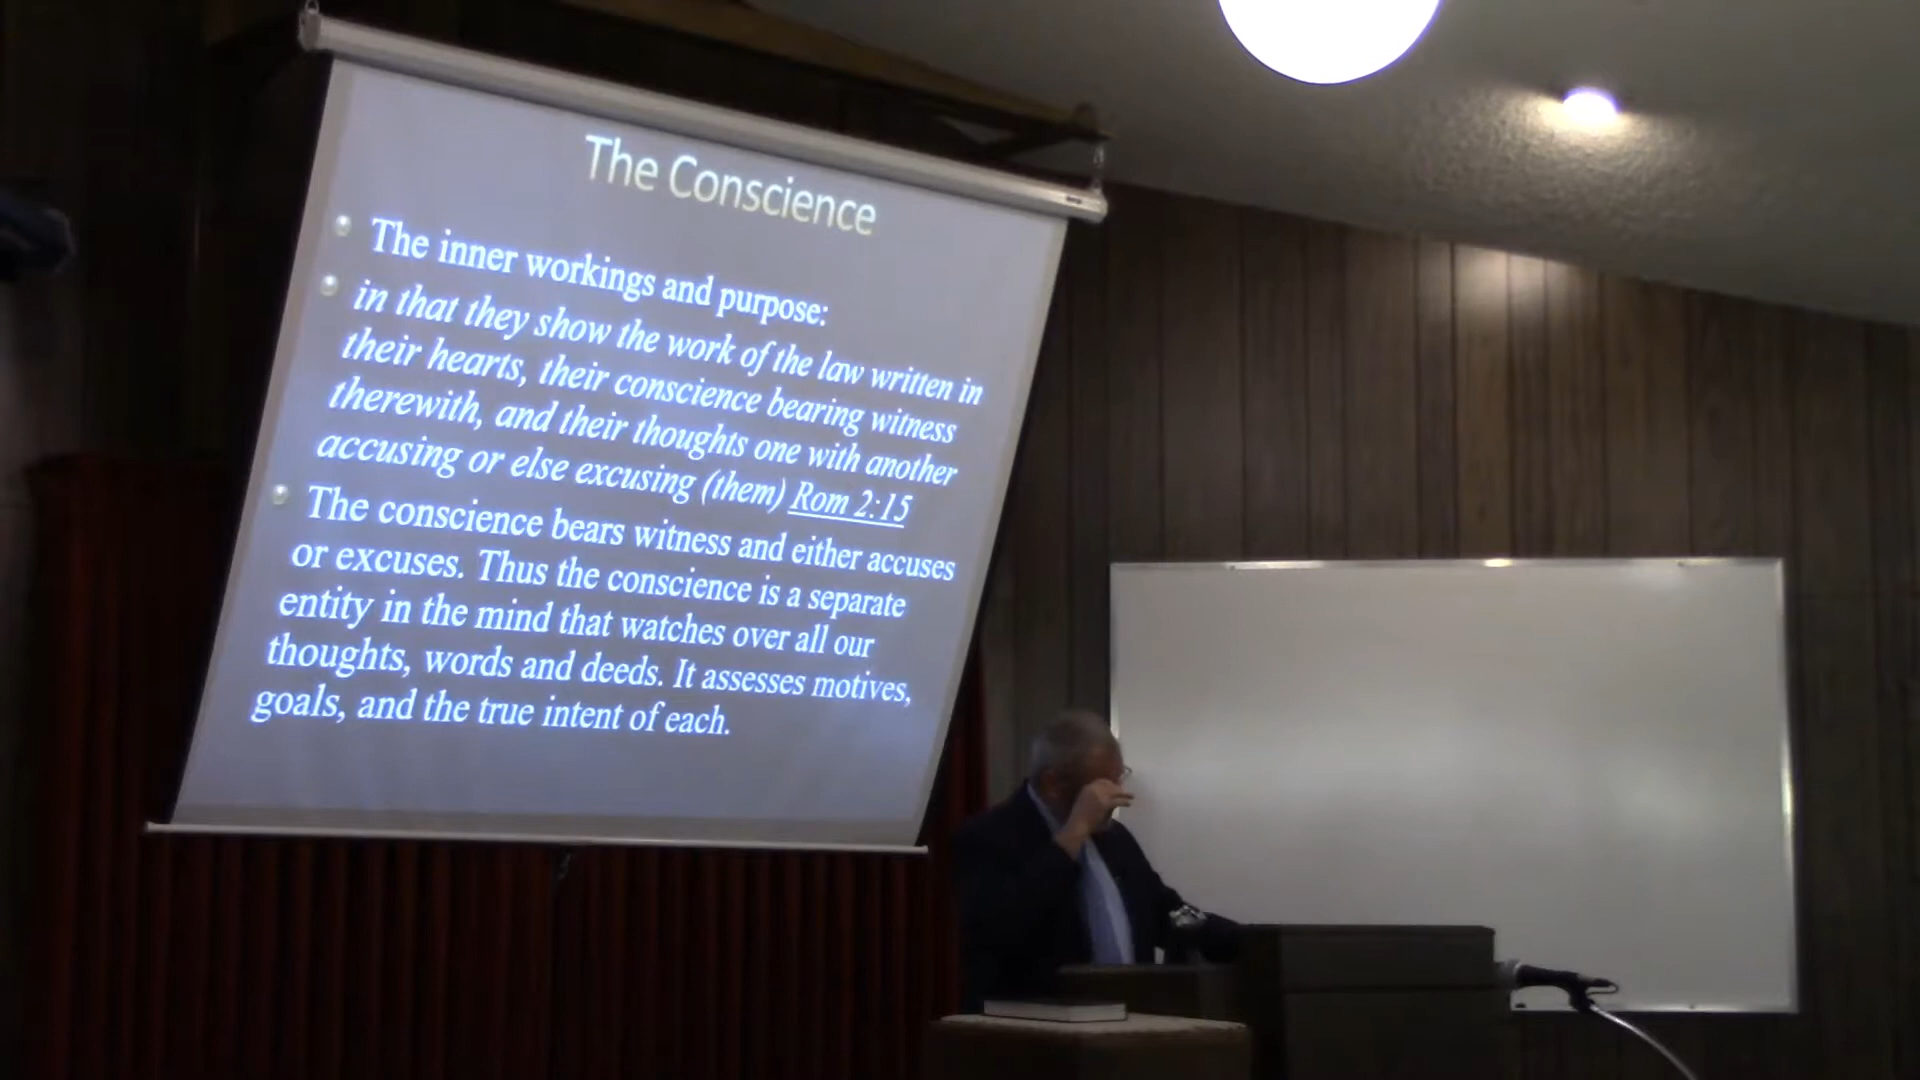 The Conscience
The inner workings and purpose:
in that they show the work of the law written in
their hearts, their conscience bearing witness
therewith, and their thoughts one with another
accusing or else excusing (them) Rom 2:15
The conscience bears witness and either accuses
or excuses. Thus the conscience is a separate
entity in the mind that watches over all our
thoughts, words and deeds. It assesses motives,
goals, and the true intent of each.